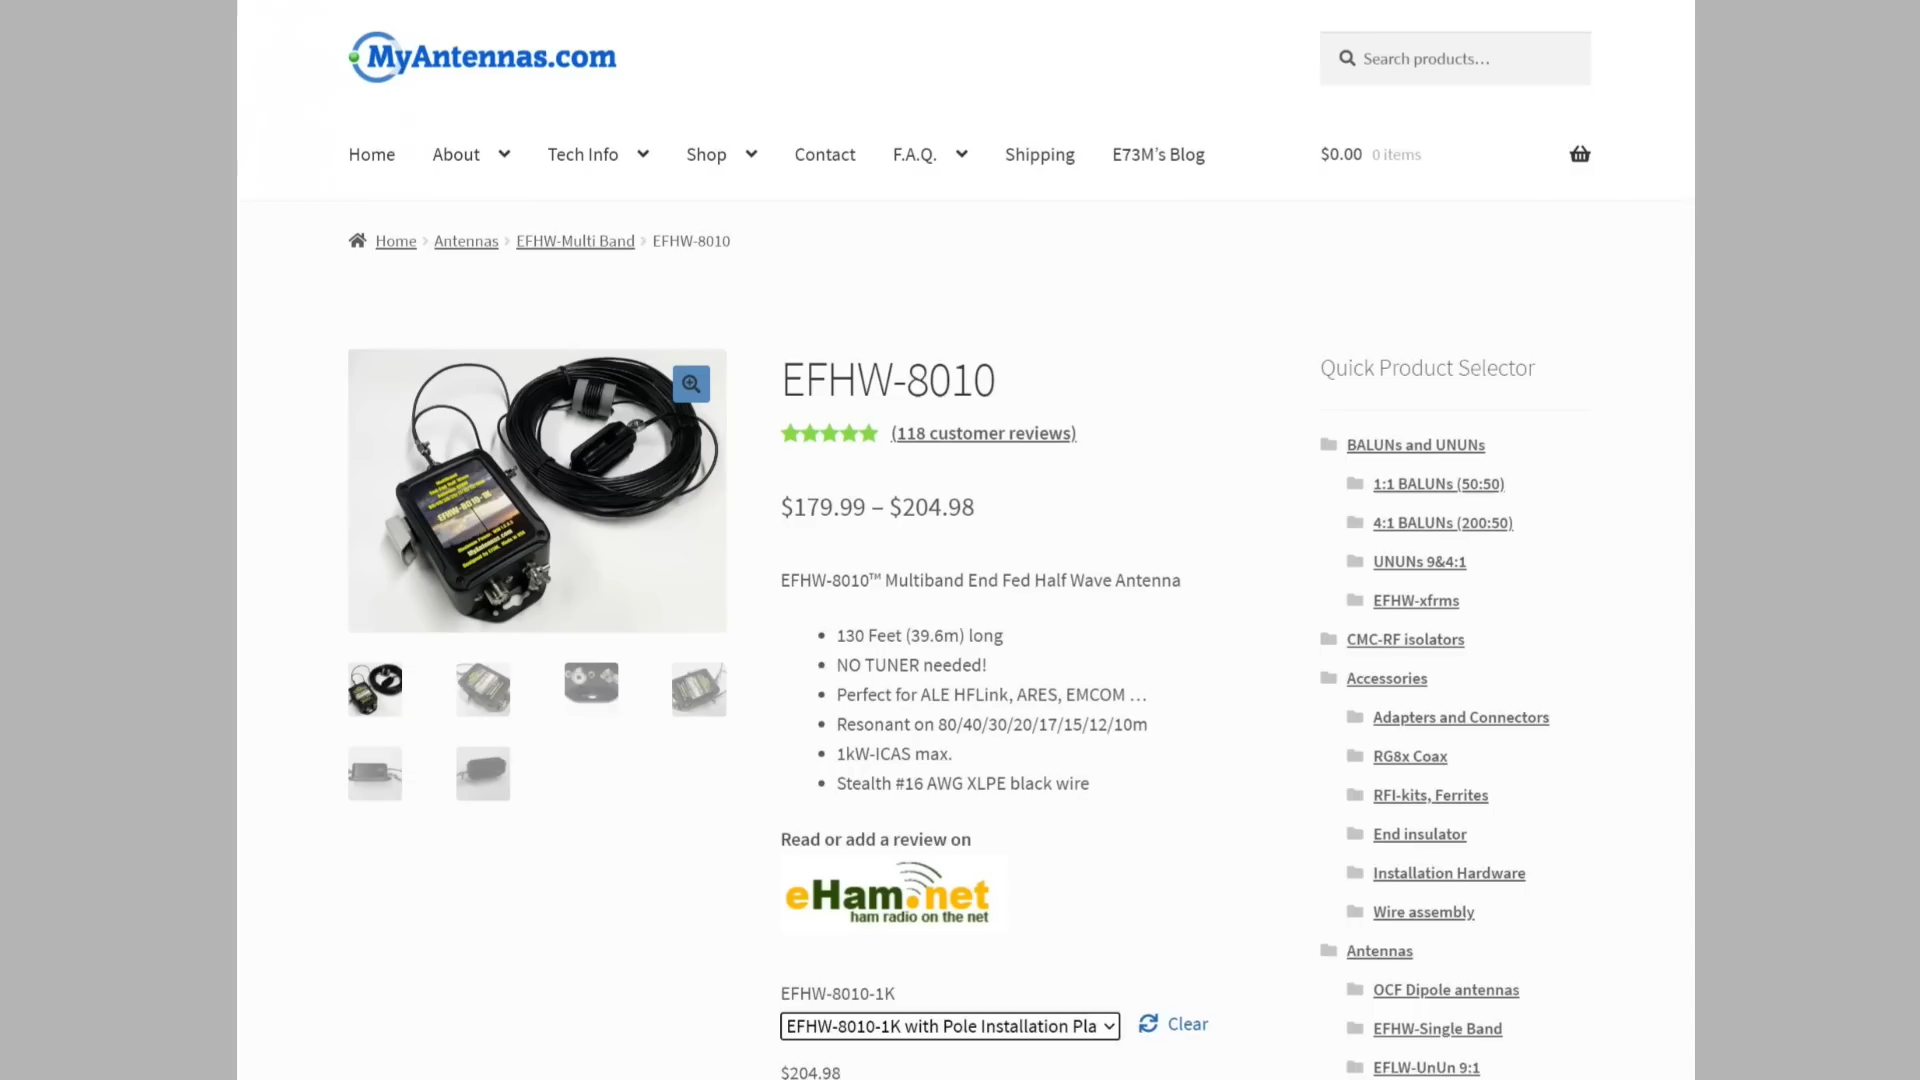 MyAntennas.com
Search products…
Home About Tech Info Shop Contact F.A.Q. Shipping E73M’s Blog
$0.00 0 items
Home Antennas EFHW-Multi Band EFHW-8010
EFHW-8010
(118 customer reviews)
$179.99 – $204.98
EFHW-8010™ Multiband End Fed Half Wave Antenna
130 Feet (39.6m) long
NO TUNER needed!
Perfect for ALE HFLink, ARES, EMCOM …
Resonant on 80/40/30/20/17/15/12/10m
1kW-ICAS max.
Stealth #16 AWG XLPE black wire
Read or add a review on
eHam.net
ham radio on the net
EFHW-8010-1K
EFHW-8010-1K with Pole Installation Pla
Clear
$204.98
EFHW-8010-1K
MyAntennas.com
Quick Product Selector
BALUNs and UNUNs
1:1 BALUNs (50:50)
4:1 BALUNs (200:50)
UNUNs 9&4:1
EFHW-xfrms
CMC-RF isolators
Accessories
Adapters and Connectors
RG8x Coax
RFI-kits, Ferrites
End insulator
Installation Hardware
Wire assembly
Antennas
OCF Dipole antennas
EFHW-Single Band
EFLW-UnUn 9:1